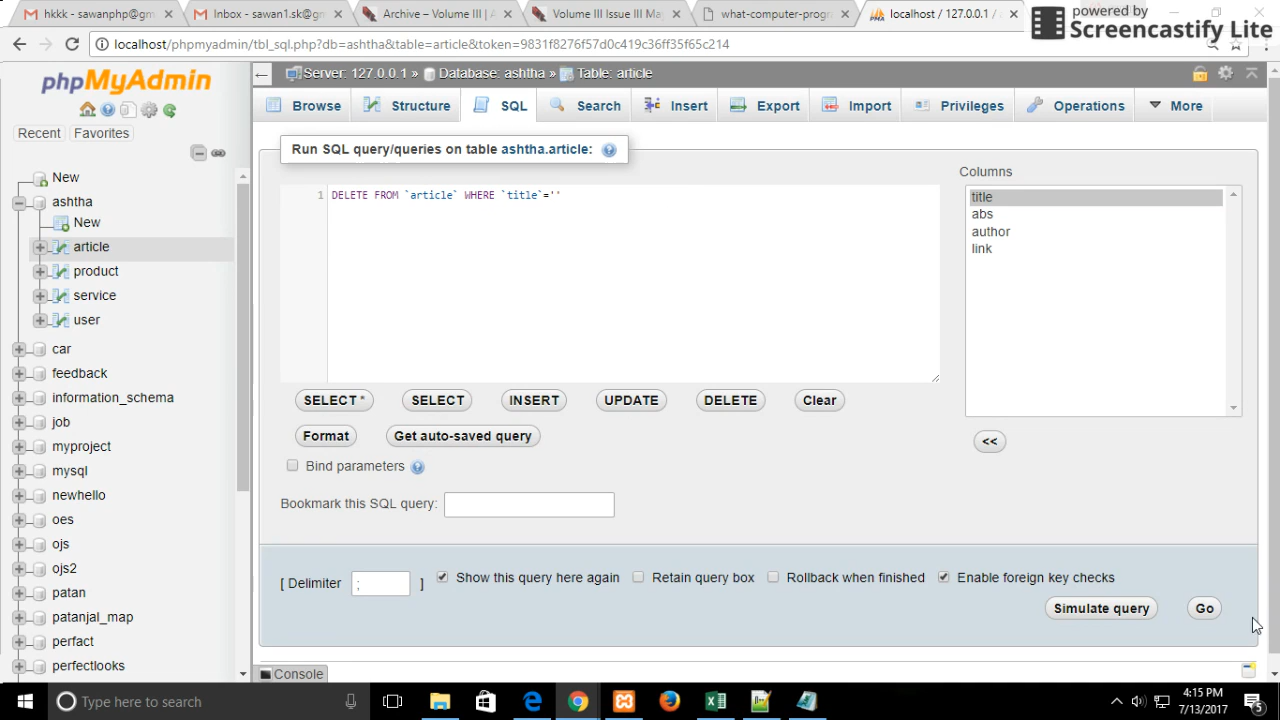 hkkk - sawanphp@gm
Inbox - sawan1.sk@gm
Archive – Volume III | A
Volume III Issue III Ma
what-computer-progr
localhost / 127.0.0.1 / a
powered by
Screencastify Lite
localhost/phpmyadmin/tbl_sql.php?db=ashtha&table=article&token=9831f8276f57d0c419c36ff35f65c214
phpMyAdmin
Recent
Favorites
New
ashtha
New
article
product
service
user
car
feedback
information_schema
job
myproject
mysql
newhello
oes
ojs
ojs2
patan
patanjal_map
perfact
perfectlooks
Server: 127.0.0.1 » Database: ashtha » Table: article
Browse
Structure
SQL
Search
Insert
Export
Import
Privileges
Operations
More
Run SQL query/queries on table ashtha.article:
1 DELETE FROM `article` WHERE `title`=''
Columns
title
abs
author
link
SELECT *
SELECT
INSERT
UPDATE
DELETE
Clear
Format
Get auto-saved query
<<
Bind parameters
Bookmark this SQL query:
[ Delimiter ; ]
Show this query here again
Retain query box
Rollback when finished
Enable foreign key checks
Simulate query
Go
Console
Type here to search
4:15 PM
7/13/2017
5